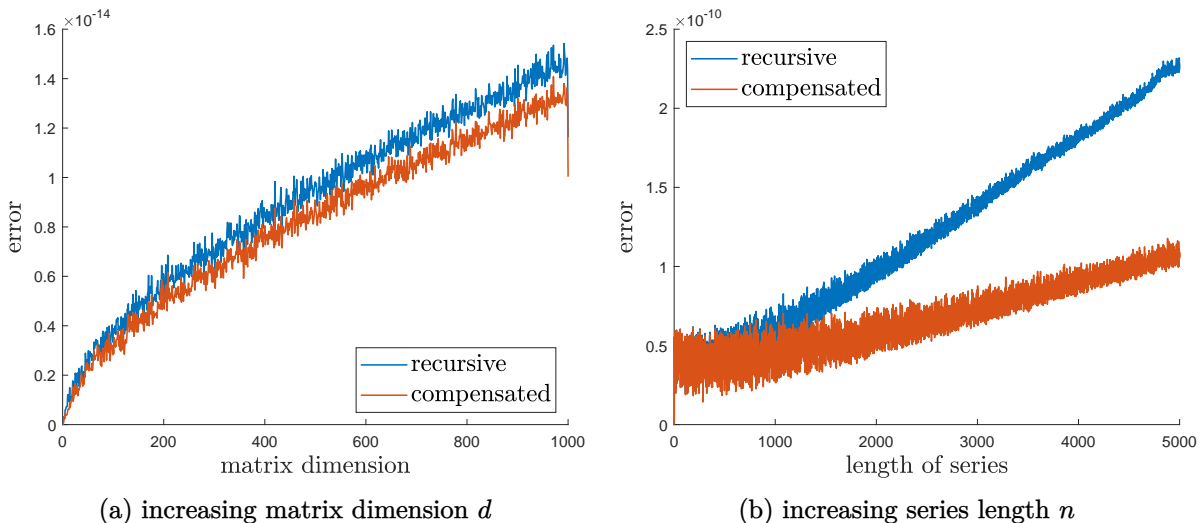 ×10⁻¹⁴
1.6
1.4
1.2
1
0.8
0.6
0.4
0.2
0
error
recursive
compensated
0 200 400 600 800 1000
matrix dimension
(a) increasing matrix dimension d
×10⁻¹⁰
2.5
2
1.5
1
0.5
0
error
recursive
compensated
0 1000 2000 3000 4000 5000
length of series
(b) increasing series length n